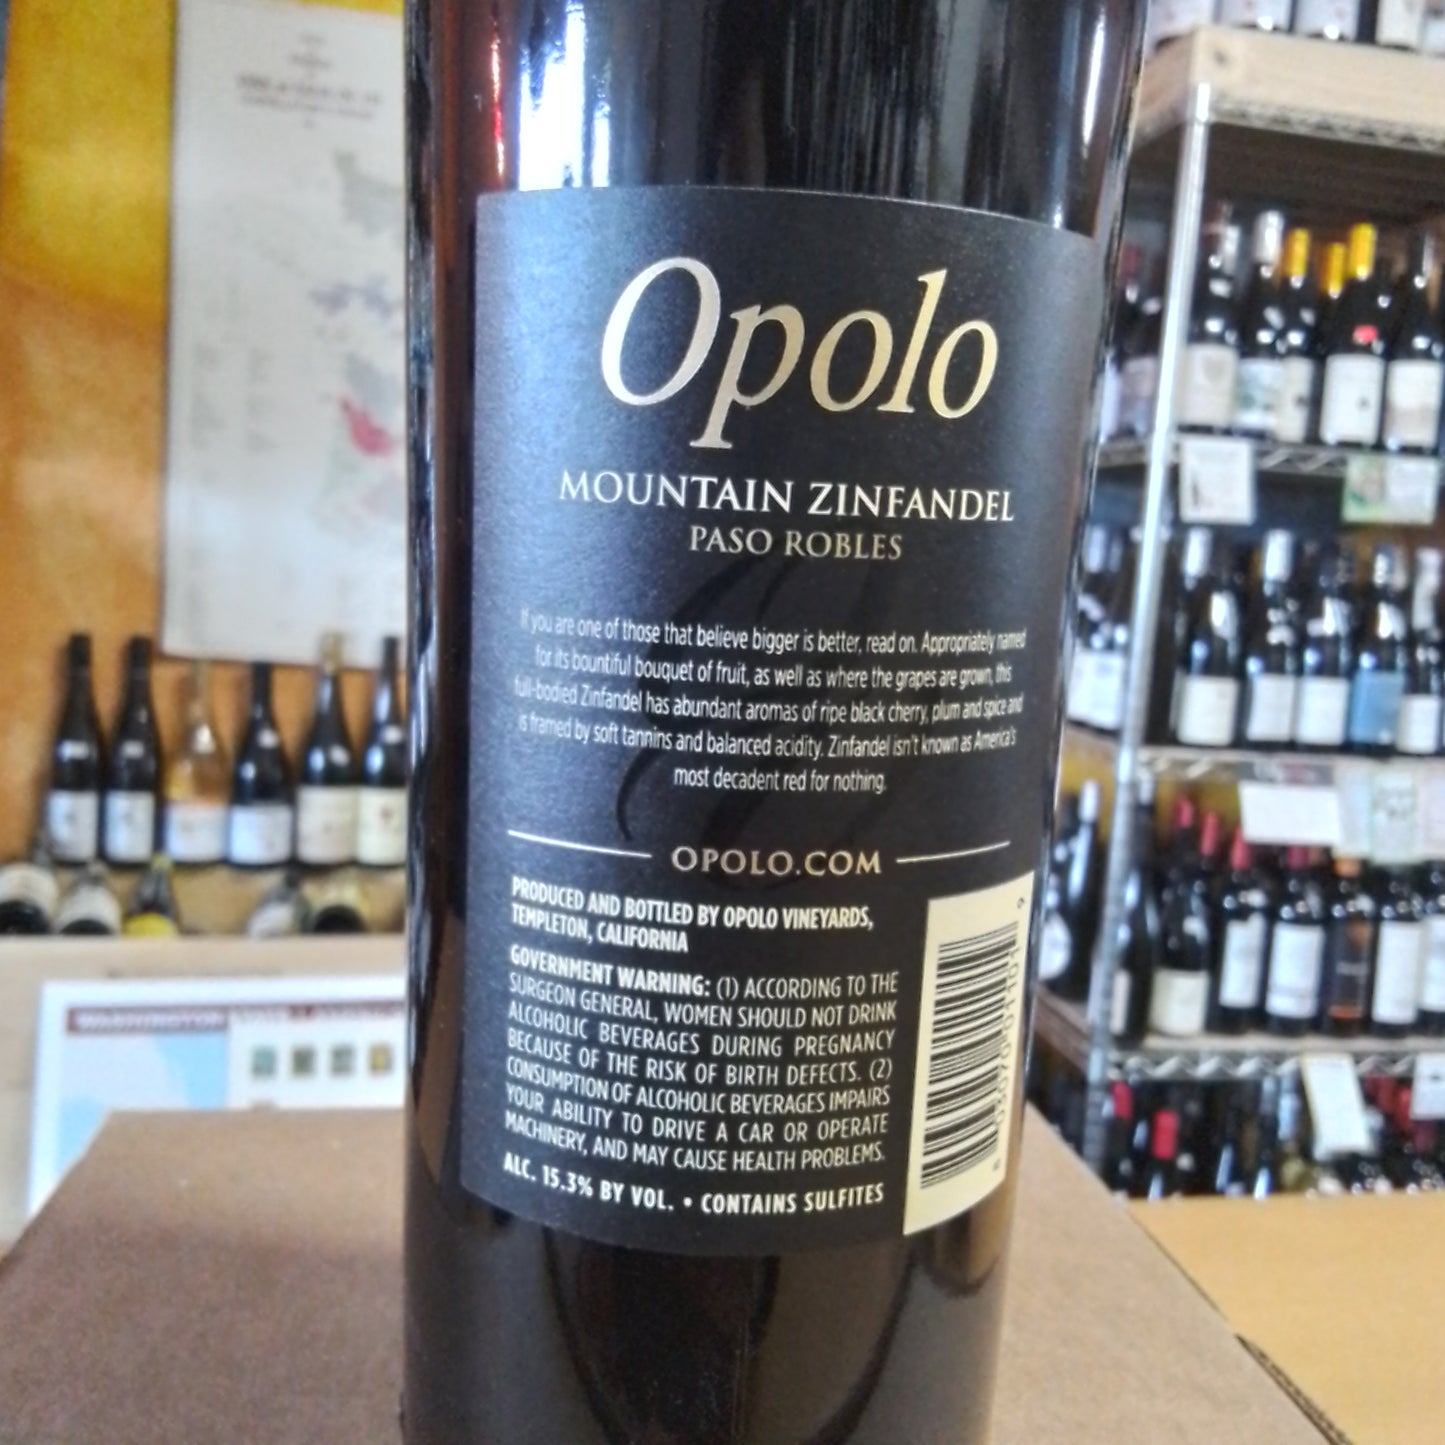 Opolo
MOUNTAIN ZINFANDEL
PASO ROBLES
If you are one of those that believe bigger is better, read on. Appropriately named
for its bountiful bouquet of fruit, as well as where the grapes are grown, this
full-bodied Zinfandel has abundant aromas of ripe black cherry, plum and spice and
is framed by soft tannins and balanced acidity. Zinfandel isn't known as America's
most decadent red for nothing.
OPOLO.COM
PRODUCED AND BOTTLED BY OPOLO VINEYARDS,
TEMPLETON, CALIFORNIA
GOVERNMENT WARNING: (1) ACCORDING TO THE
SURGEON GENERAL, WOMEN SHOULD NOT DRINK
ALCOHOLIC BEVERAGES DURING PREGNANCY
BECAUSE OF THE RISK OF BIRTH DEFECTS. (2)
CONSUMPTION OF ALCOHOLIC BEVERAGES IMPAIRS
YOUR ABILITY TO DRIVE A CAR OR OPERATE
MACHINERY, AND MAY CAUSE HEALTH PROBLEMS.
ALC. 15.3% BY VOL. • CONTAINS SULFITES
WASHINGTON